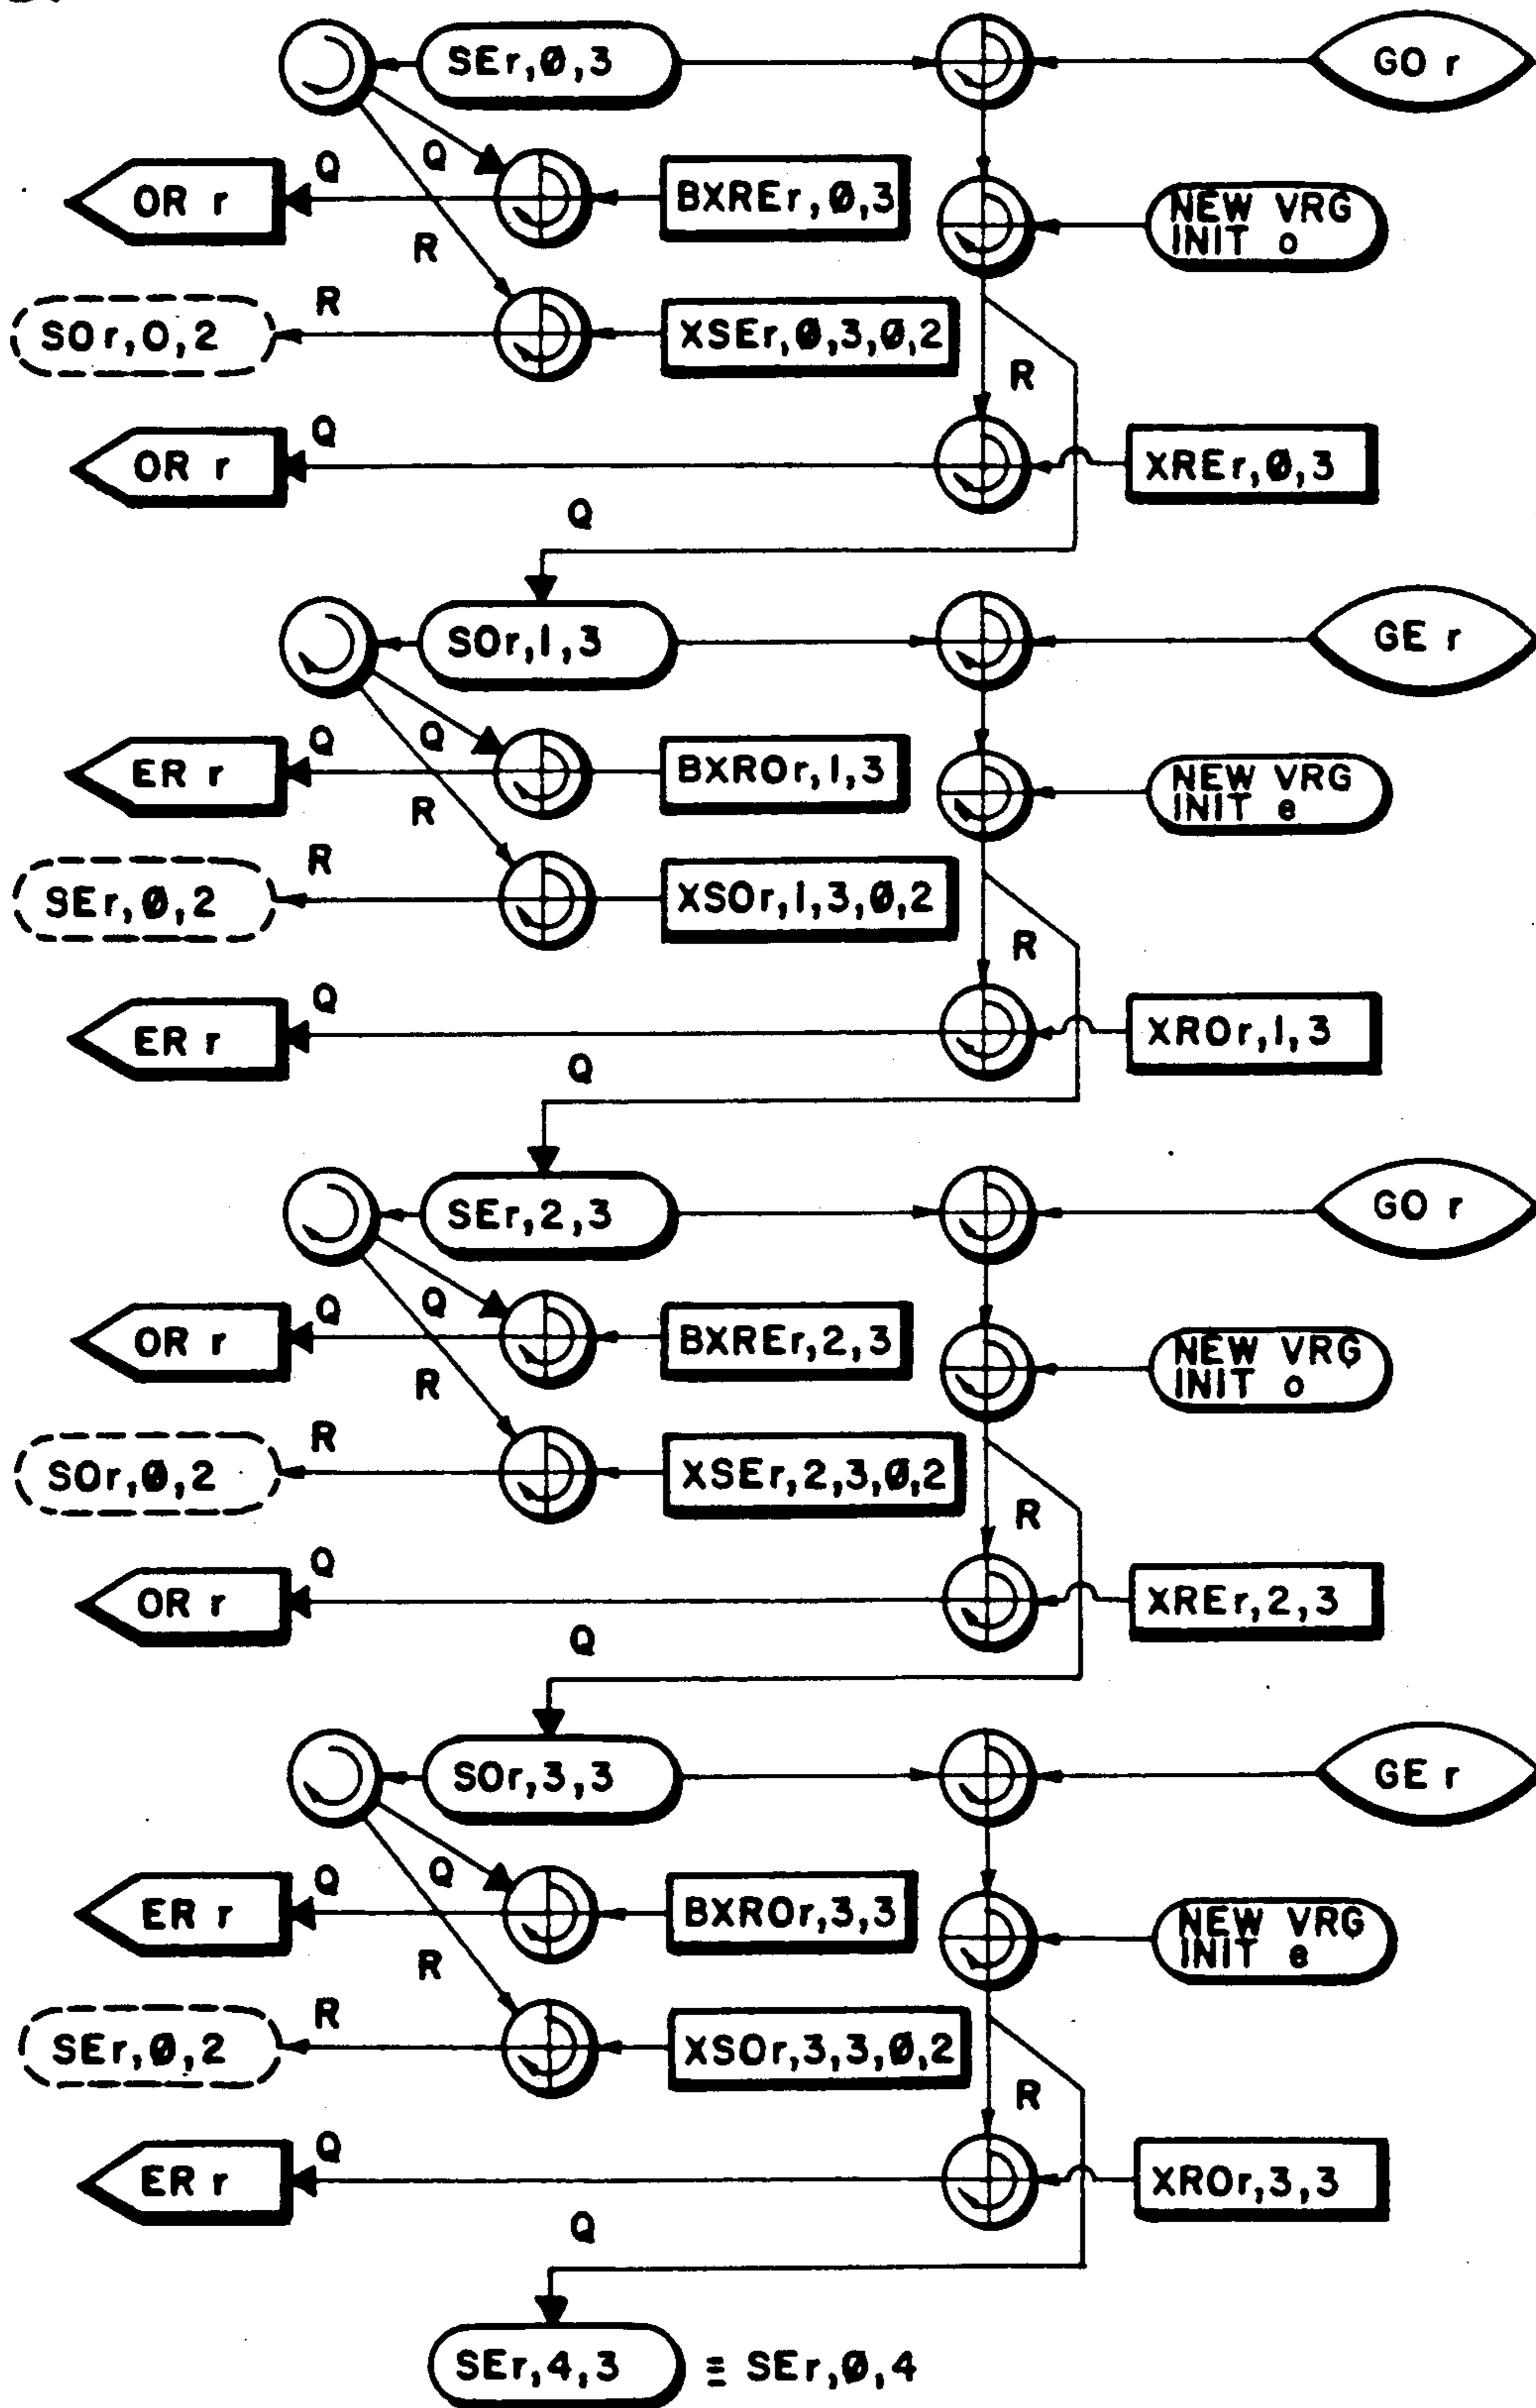 SEr,Ø,3
GO r
Q
Q
OR r
BXREr,Ø,3
NEW VRG
INIT o
R
R
SOr,O,2
XSEr,Ø,3,Ø,2
R
Q
OR r
XREr,Ø,3
Q
SOr,1,3
GE r
Q
Q
ER r
BXROr,1,3
NEW VRG
INIT e
R
R
SEr,Ø,2
XSOr,1,3,Ø,2
R
Q
ER r
XROr,1,3
Q
SEr,2,3
GO r
Q
Q
OR r
BXREr,2,3
NEW VRG
INIT o
R
R
SOr,Ø,2
XSEr,2,3,Ø,2
R
Q
OR r
XREr,2,3
Q
SOr,3,3
GE r
Q
Q
ER r
BXROr,3,3
NEW VRG
INIT e
R
R
SEr,Ø,2
XSOr,3,3,Ø,2
R
Q
ER r
XROr,3,3
Q
SEr,4,3 ≡ SEr,Ø,4